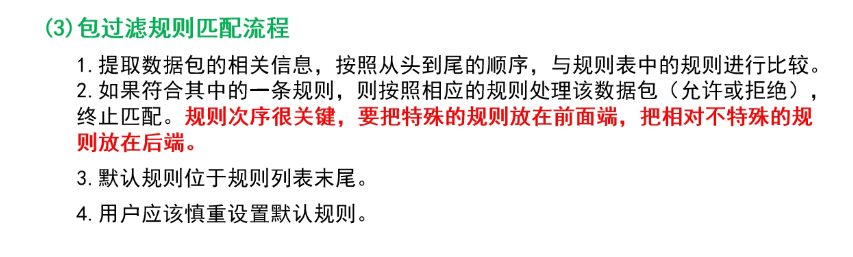 (3)包过滤规则匹配流程
1.提取数据包的相关信息，按照从头到尾的顺序，与规则表中的规则进行比较。
2.如果符合其中的一条规则，则按照相应的规则处理该数据包（允许或拒绝），
终止匹配。规则次序很关键，要把特殊的规则放在前面端，把相对不特殊的规
则放在后端。
3.默认规则位于规则列表末尾。
4.用户应该慎重设置默认规则。